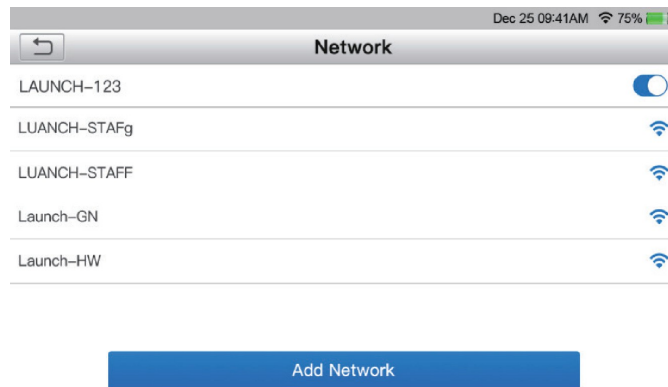 Dec 25 09:41AM 75%
Network
LAUNCH-123
LUANCH-STAFg
LUANCH-STAFF
Launch-GN
Launch-HW
Add Network